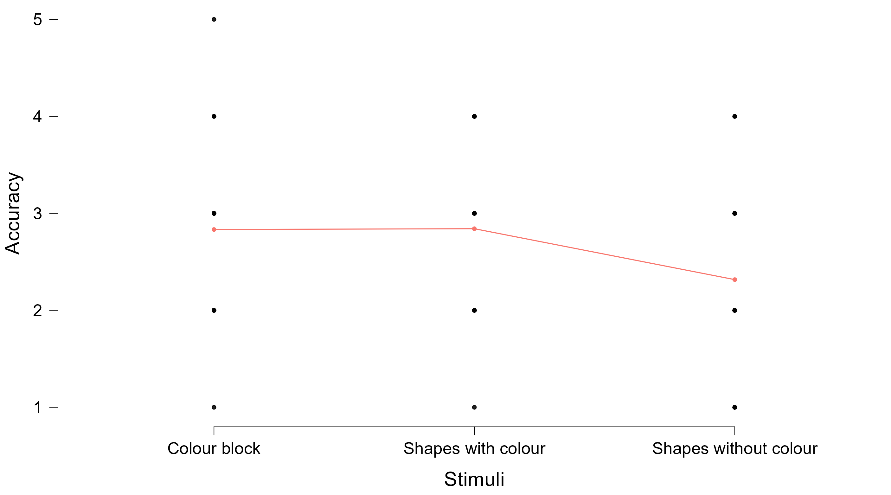 5
4
3
2
1
Accuracy
Colour block
Shapes with colour
Shapes without colour
Stimuli